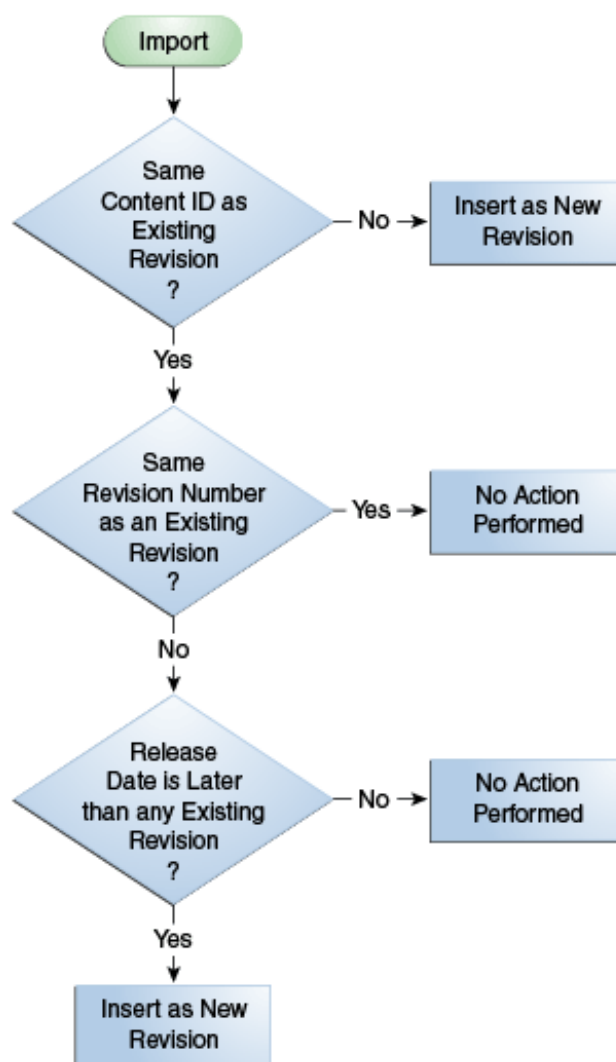 Import
Same
Content ID as
Existing
Revision
?
No
Insert as New
Revision
Yes
Same
Revision Number
as an Existing
Revision
?
Yes
No Action
Performed
No
Release
Date is Later
than any Existing
Revision
?
No
No Action
Performed
Yes
Insert as New
Revision